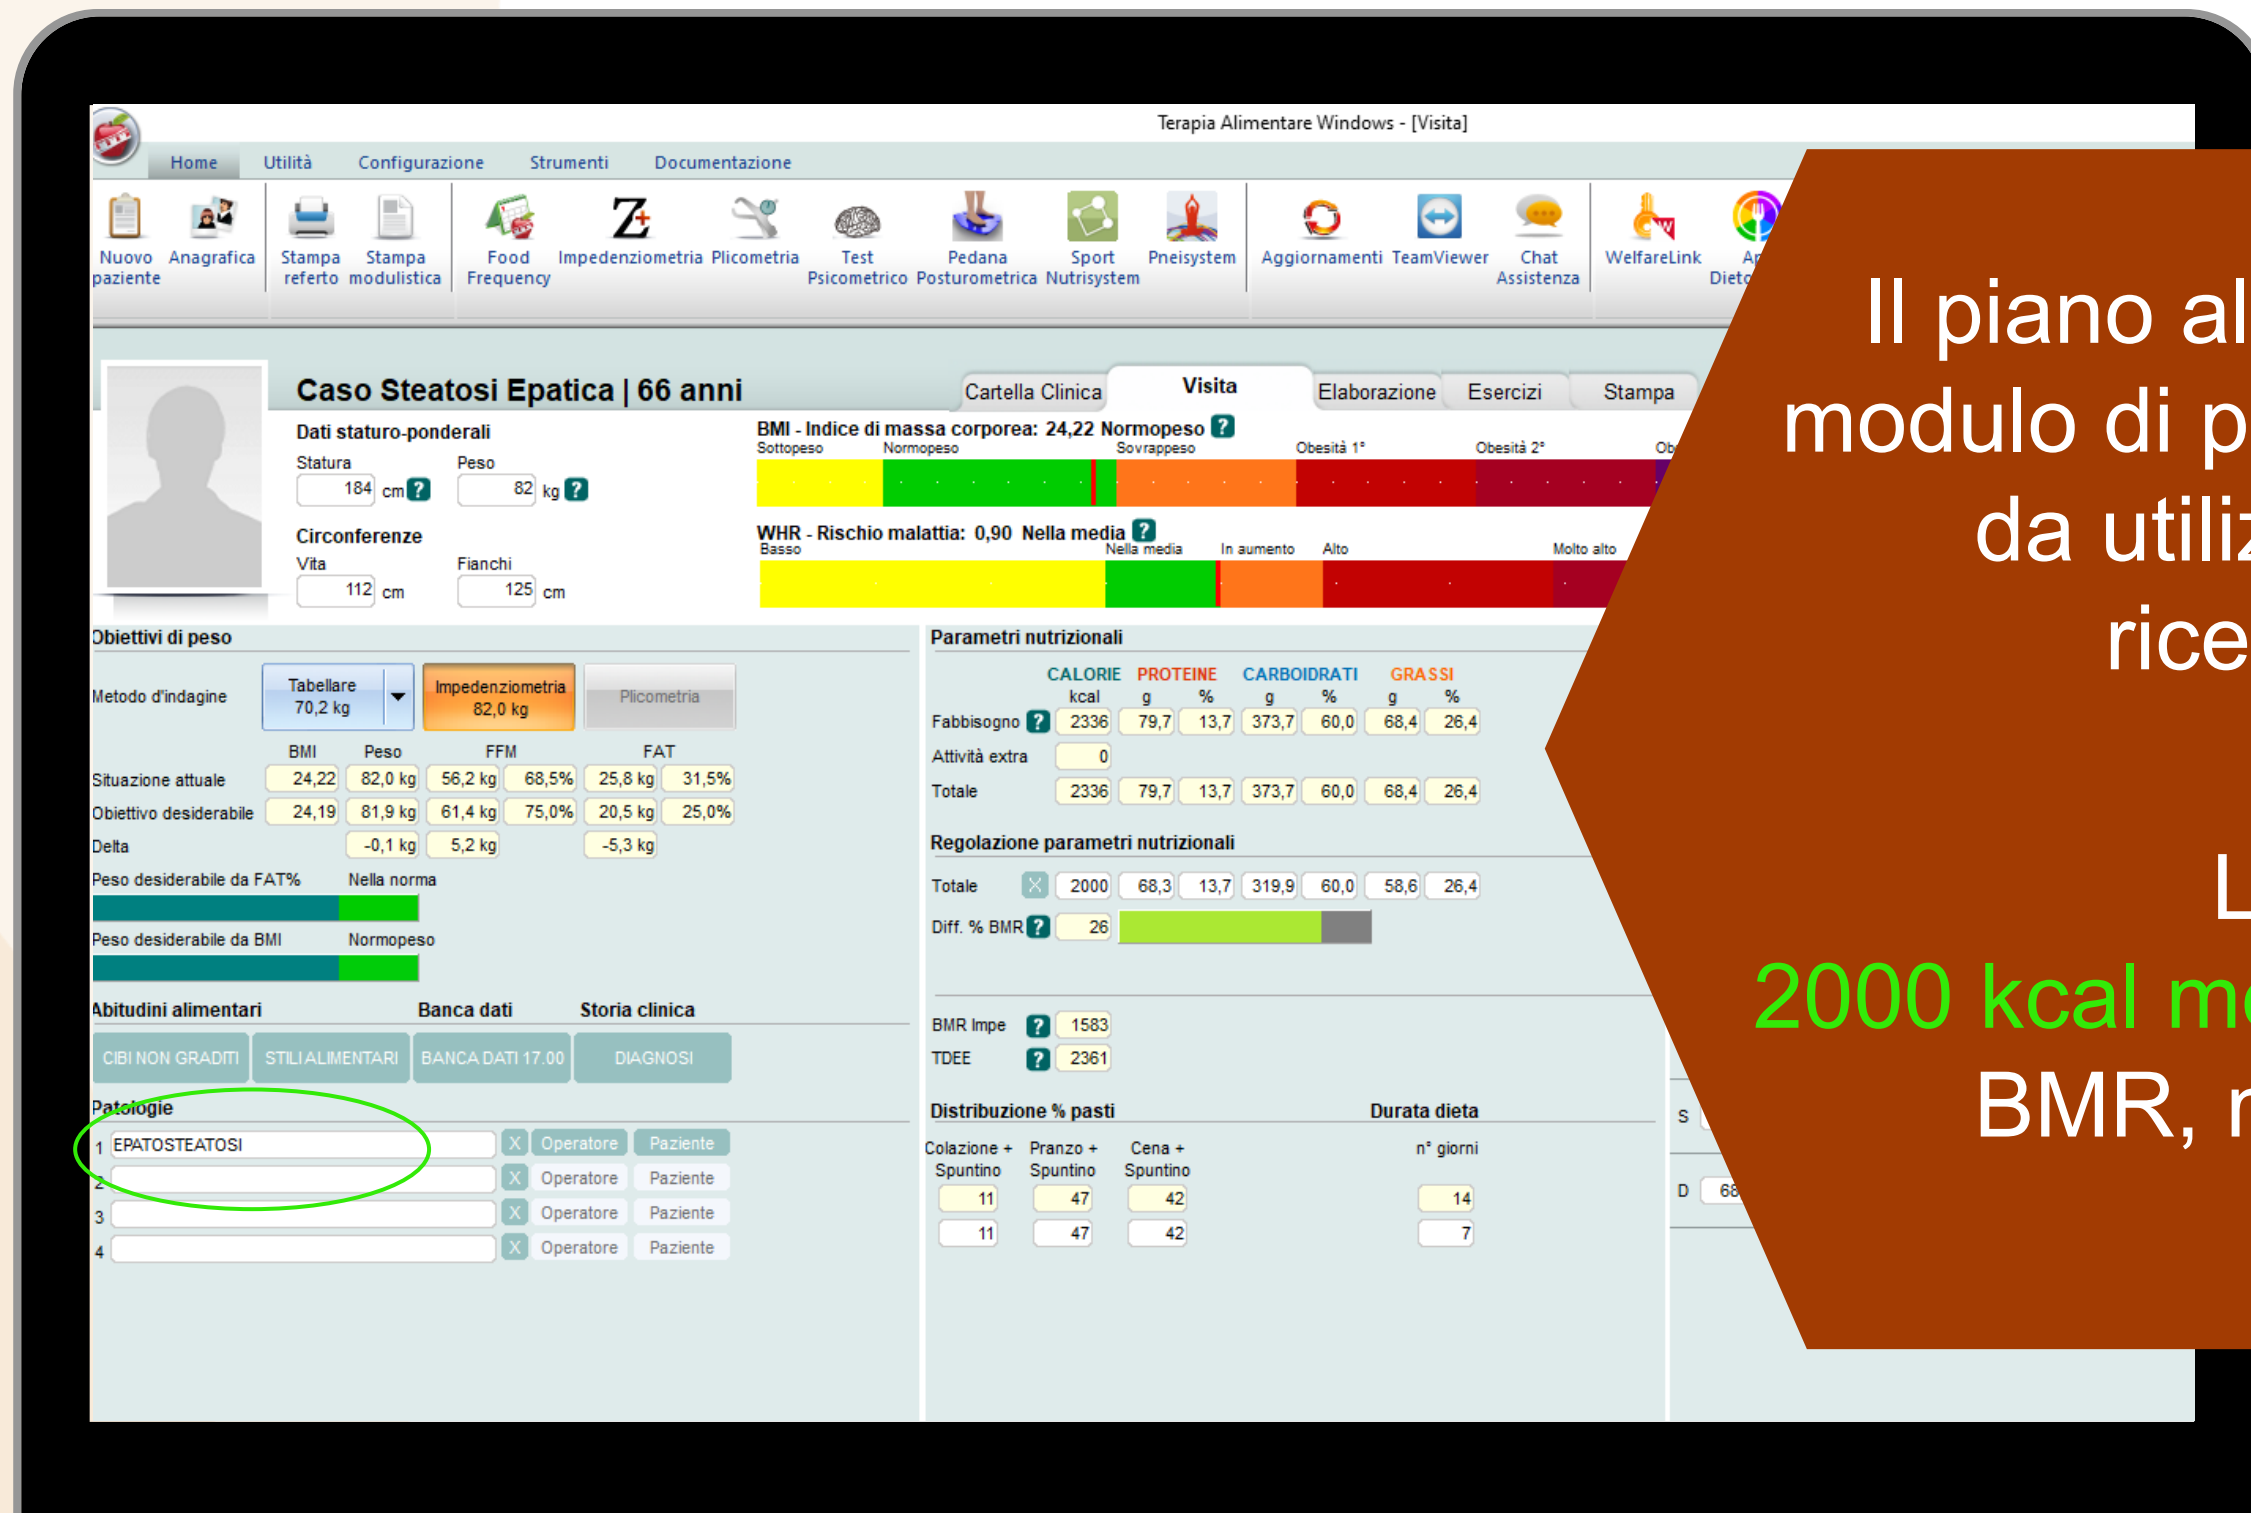 Terapia Alimentare Windows - [Visita]
Home Utilità Configurazione Strumenti Documentazione
Nuovo paziente Anagrafica Stampa referto Stampa modulistica Food Frequency Impedenziometria Plicometria Test Psicometrico Pedana Posturometrica Sport Nutrisystem Pneisystem Aggiornamenti TeamViewer Chat Assistenza WelfareLink
Caso Steatosi Epatica | 66 anni
Cartella Clinica Visita Elaborazione Esercizi Stampa
Dati staturo-ponderali
Statura Peso
184 cm ? 82 kg ?
Circonferenze
Vita Fianchi
112 cm 125 cm
BMI - Indice di massa corporea: 24,22 Normopeso ?
Sottopeso Normopeso Sovrappeso Obesità 1° Obesità 2°
WHR - Rischio malattia: 0,90 Nella media ?
Basso Nella media In aumento Alto Molto alto
Obiettivi di peso
Metodo d'indagine Tabellare 70,2 kg Impedenziometria 82,0 kg Plicometria
BMI Peso FFM FAT
Situazione attuale 24,22 82,0 kg 56,2 kg 68,5% 25,8 kg 31,5%
Obiettivo desiderabile 24,19 81,9 kg 61,4 kg 75,0% 20,5 kg 25,0%
Delta -0,1 kg 5,2 kg -5,3 kg
Peso desiderabile da FAT% Nella norma
Peso desiderabile da BMI Normopeso
Abitudini alimentari Banca dati Storia clinica
CIBI NON GRADITI STILI ALIMENTARI BANCA DATI 17.00 DIAGNOSI
Patologie
1 EPATOSTEATOSI X Operatore Paziente
2 X Operatore Paziente
3 X Operatore Paziente
4 X Operatore Paziente
Parametri nutrizionali
CALORIE PROTEINE CARBOIDRATI GRASSI
kcal g % g % g %
Fabbisogno ? 2336 79,7 13,7 373,7 60,0 68,4 26,4
Attività extra 0
Totale 2336 79,7 13,7 373,7 60,0 68,4 26,4
Regolazione parametri nutrizionali
Totale X 2000 68,3 13,7 319,9 60,0 58,6 26,4
Diff. % BMR ? 26
BMR Impe ? 1583
TDEE ? 2361
Distribuzione % pasti Durata dieta
Colazione + Pranzo + Cena + n° giorni
Spuntino Spuntino Spuntino
11 47 42 14
11 47 42 7
S
D 68
Il piano al
modulo di p
da utiliz
rice
L
2000 kcal m
BMR,